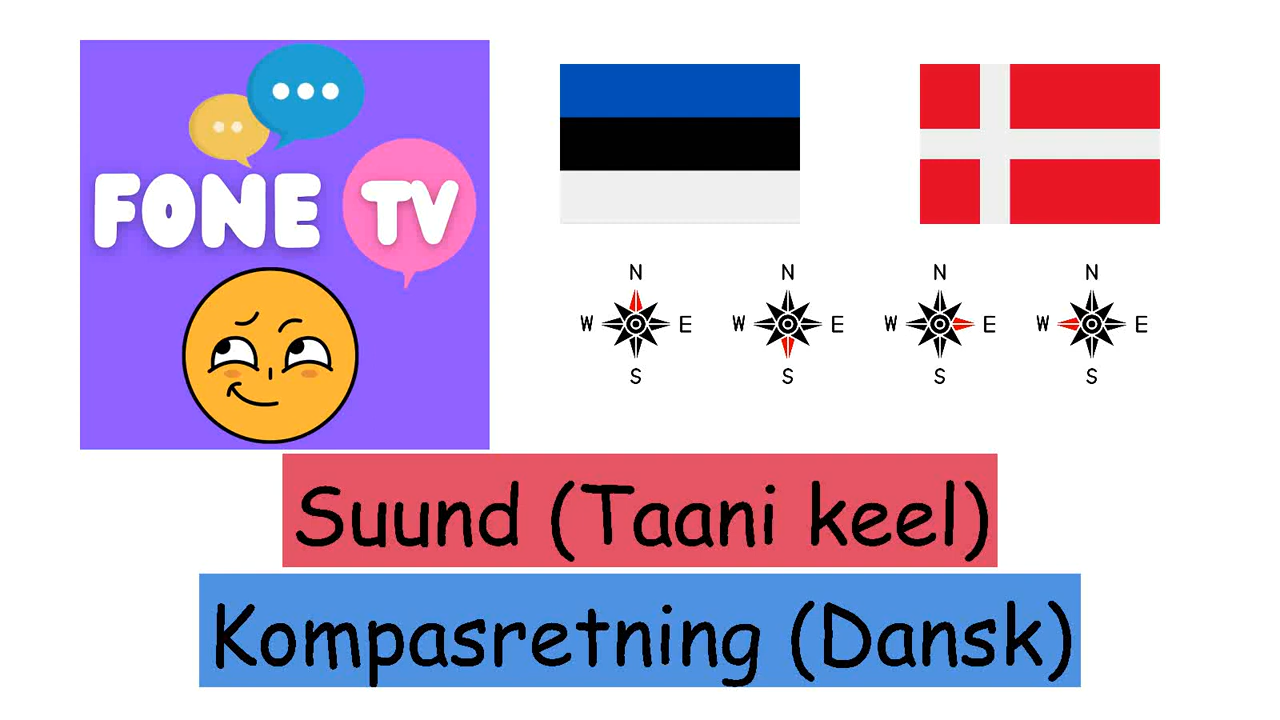 FONE TV
N N N N
W E W E W E W E
S S S S
Suund (Taani keel)
Kompasretning (Dansk)